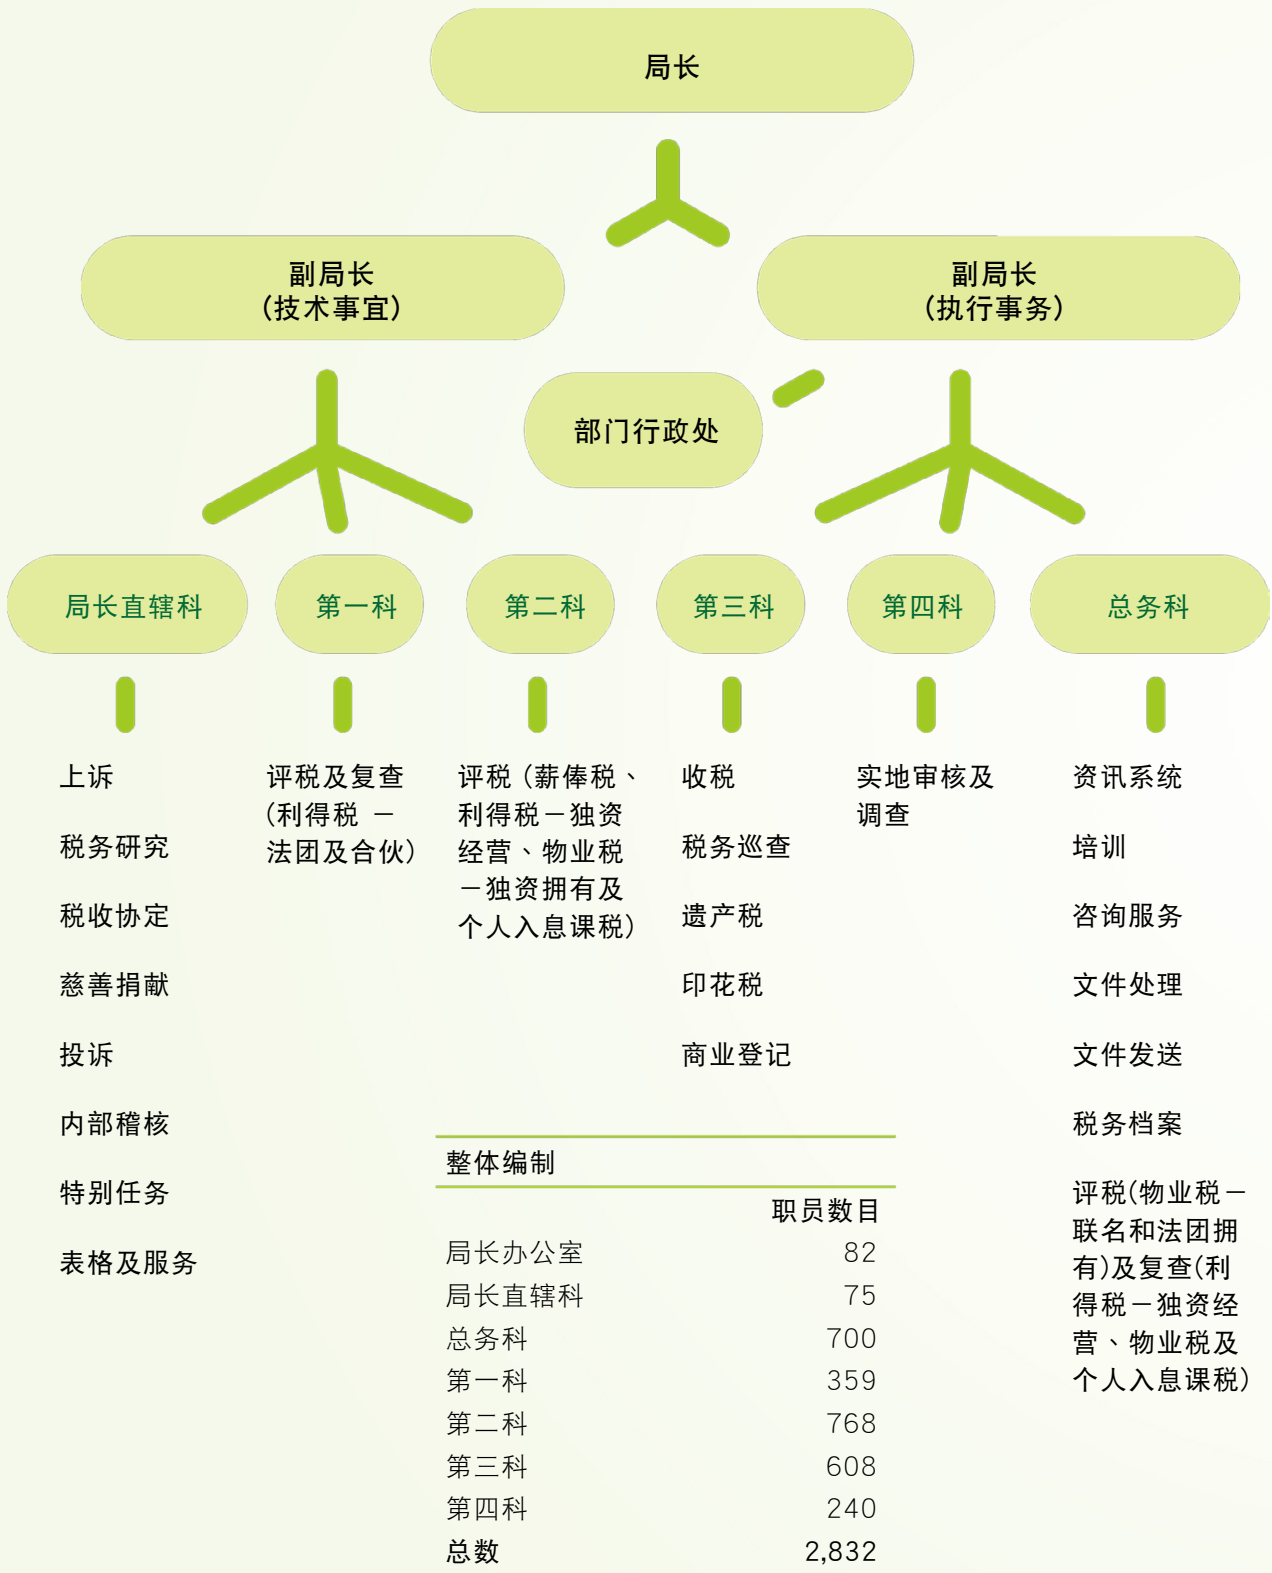 局长
副局长
(技术事宜)
副局长
(执行事务)
部门行政处
局长直辖科
第一科
第二科
第三科
第四科
总务科
上诉
税务研究
税收协定
慈善捐献
投诉
内部稽核
特别任务
表格及服务
评税及复查
(利得税 －
法团及合伙)
评税 (薪俸税、
利得税－独资
经营、物业税
－独资拥有及
个人入息课税)
收税
税务巡查
遗产税
印花税
商业登记
实地审核及
调查
资讯系统
培训
咨询服务
文件处理
文件发送
税务档案
评税(物业税－
联名和法团拥
有)及复查(利
得税－独资经
营、物业税及
个人入息课税)
整体编制
职员数目
局长办公室 82
局长直辖科 75
总务科 700
第一科 359
第二科 768
第三科 608
第四科 240
总数 2,832